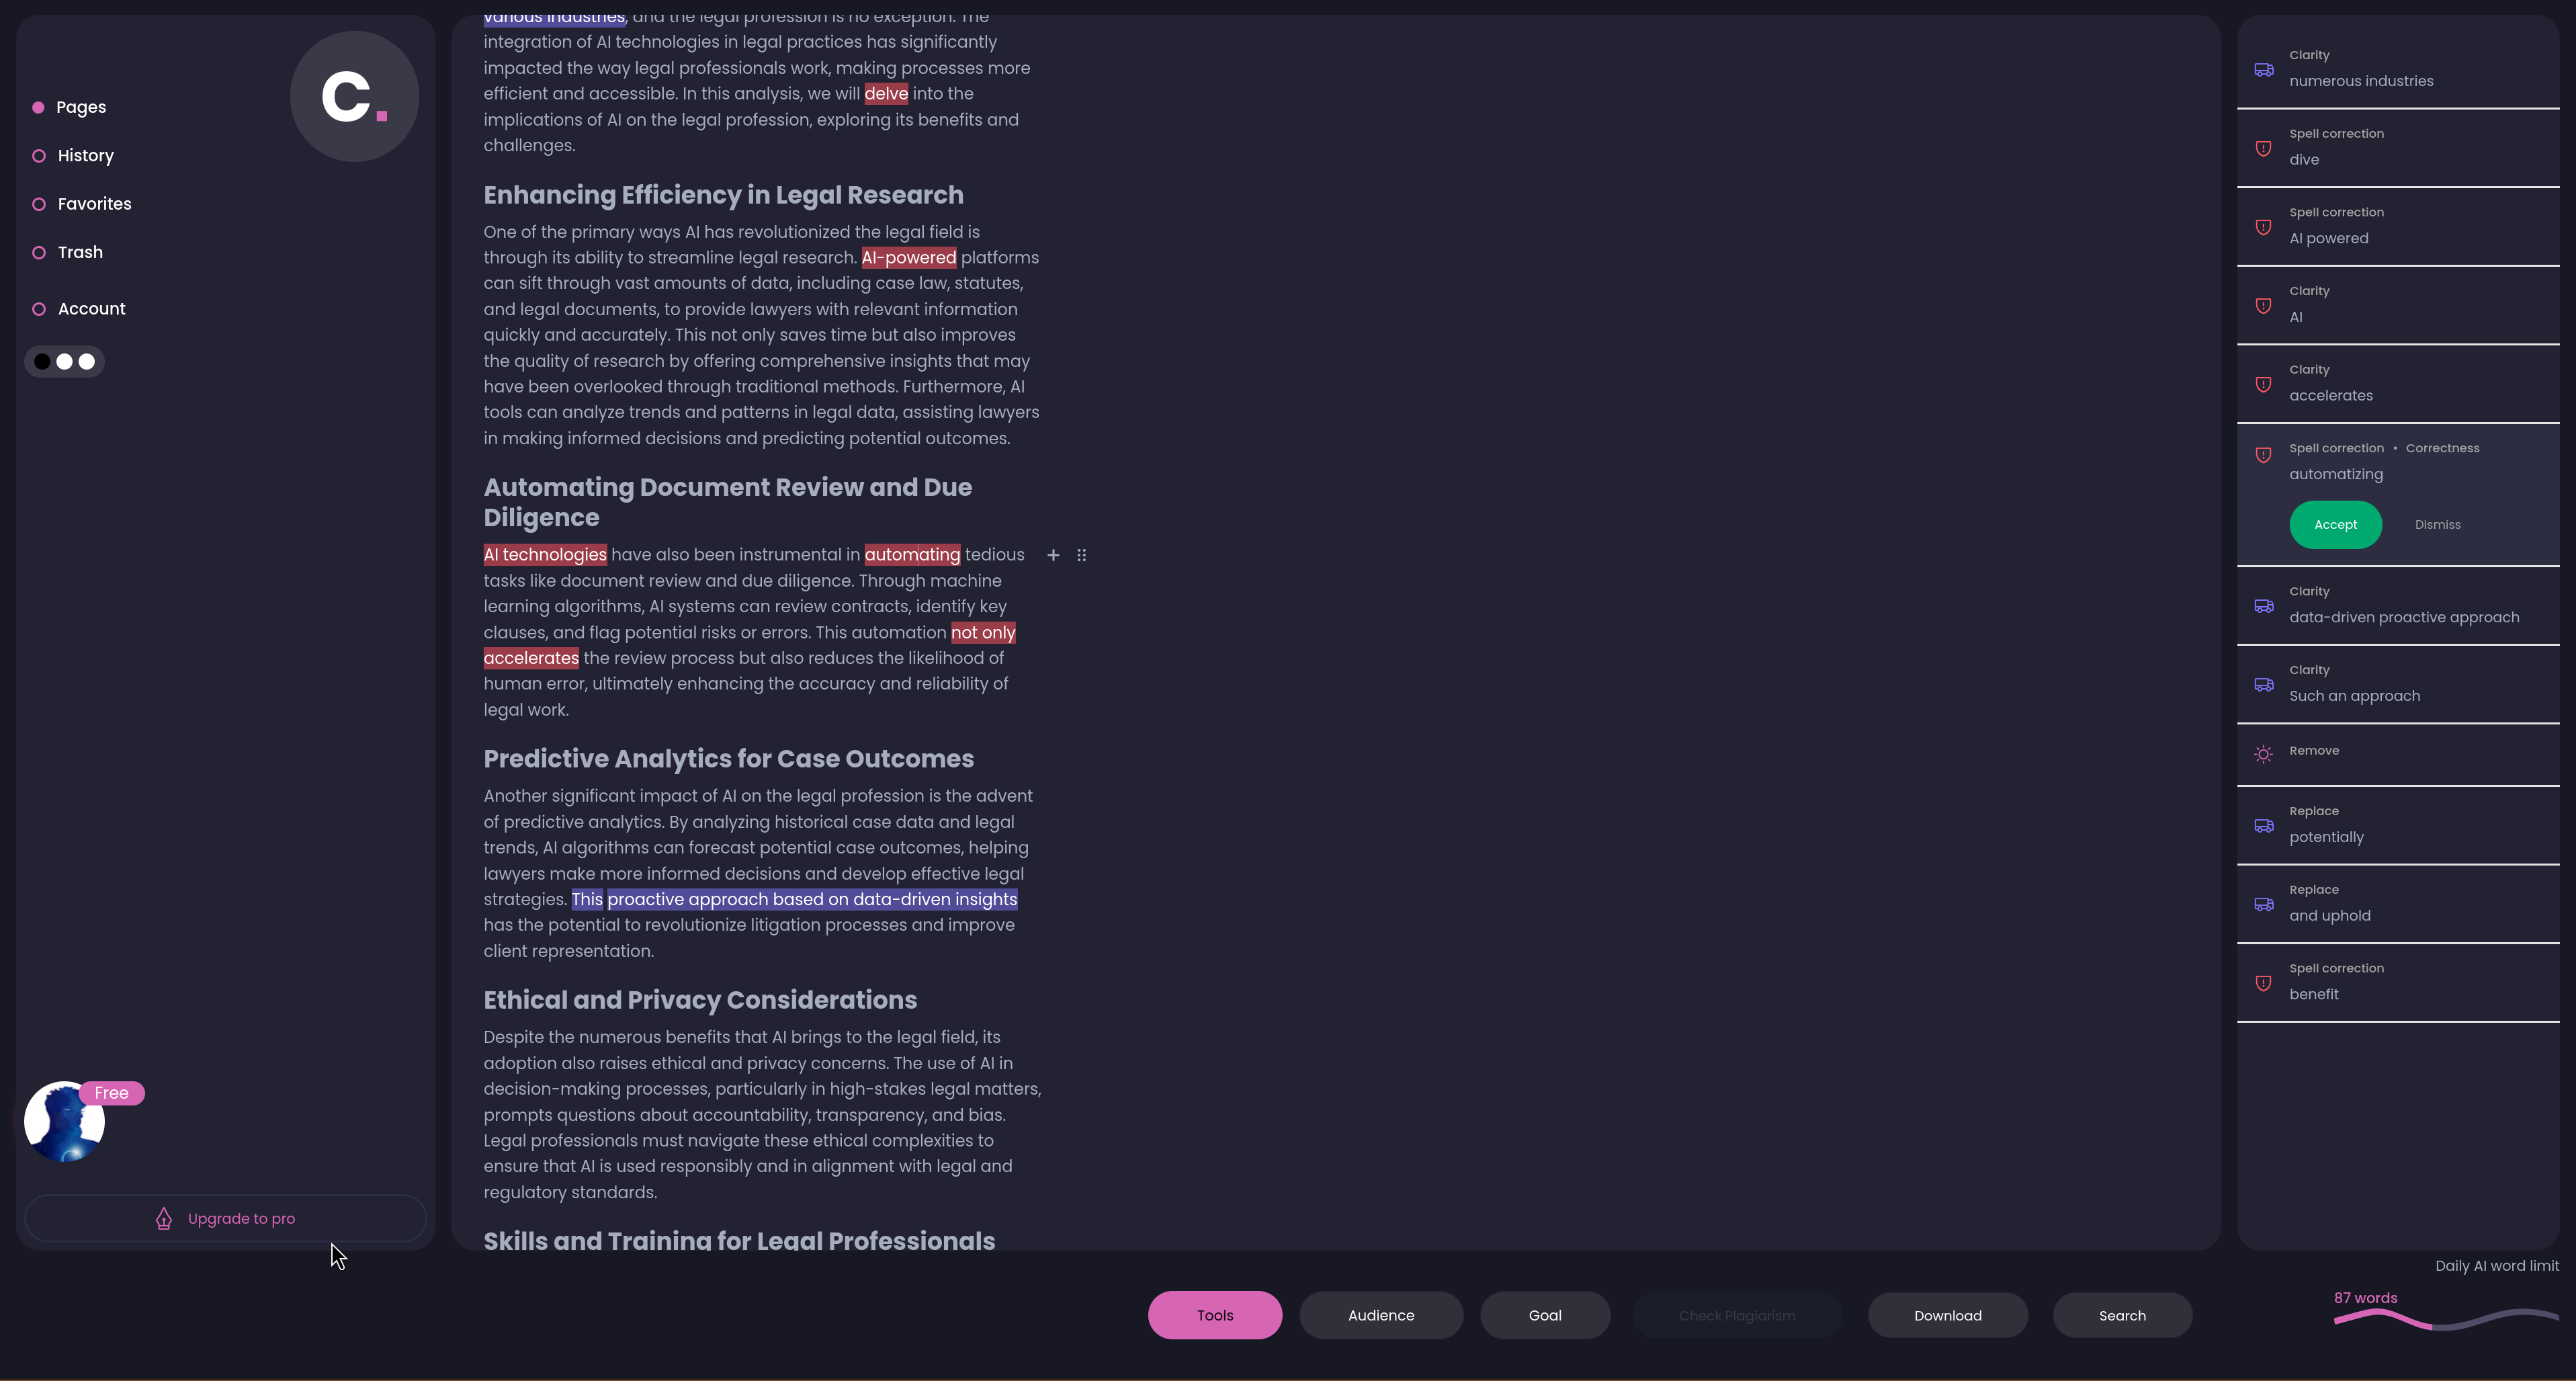 C.
Pages
History
Favorites
Trash
Account
Free
Upgrade to pro
various industries, and the legal profession is no exception. The
integration of AI technologies in legal practices has significantly
impacted the way legal professionals work, making processes more
efficient and accessible. In this analysis, we will delve into the
implications of AI on the legal profession, exploring its benefits and
challenges.
Enhancing Efficiency in Legal Research
One of the primary ways AI has revolutionized the legal field is
through its ability to streamline legal research. AI-powered platforms
can sift through vast amounts of data, including case law, statutes,
and legal documents, to provide lawyers with relevant information
quickly and accurately. This not only saves time but also improves
the quality of research by offering comprehensive insights that may
have been overlooked through traditional methods. Furthermore, AI
tools can analyze trends and patterns in legal data, assisting lawyers
in making informed decisions and predicting potential outcomes.
Automating Document Review and Due
Diligence
AI technologies have also been instrumental in automating tedious
tasks like document review and due diligence. Through machine
learning algorithms, AI systems can review contracts, identify key
clauses, and flag potential risks or errors. This automation not only
accelerates the review process but also reduces the likelihood of
human error, ultimately enhancing the accuracy and reliability of
legal work.
Predictive Analytics for Case Outcomes
Another significant impact of AI on the legal profession is the advent
of predictive analytics. By analyzing historical case data and legal
trends, AI algorithms can forecast potential case outcomes, helping
lawyers make more informed decisions and develop effective legal
strategies. This proactive approach based on data-driven insights
has the potential to revolutionize litigation processes and improve
client representation.
Ethical and Privacy Considerations
Despite the numerous benefits that AI brings to the legal field, its
adoption also raises ethical and privacy concerns. The use of AI in
decision-making processes, particularly in high-stakes legal matters,
prompts questions about accountability, transparency, and bias.
Legal professionals must navigate these ethical complexities to
ensure that AI is used responsibly and in alignment with legal and
regulatory standards.
Skills and Training for Legal Professionals
Clarity
numerous industries
Spell correction
dive
Spell correction
AI powered
Clarity
AI
Clarity
accelerates
Spell correction • Correctness
automatizing
Accept Dismiss
Clarity
data-driven proactive approach
Clarity
Such an approach
Remove
Replace
potentially
Replace
and uphold
Spell correction
benefit
Tools Audience Goal Check Plagiarism Download Search
Daily AI word limit
87 words